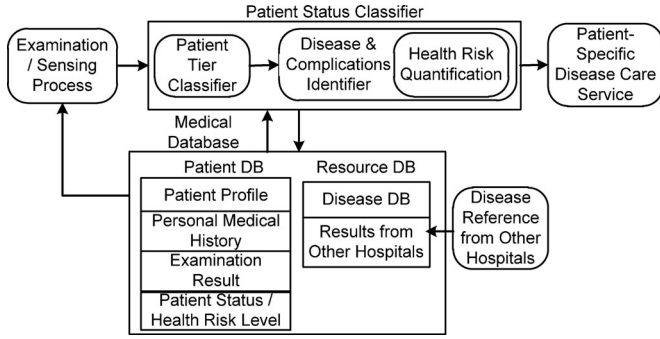 Patient Status Classifier
Examination
/ Sensing
Process
Patient
Tier
Classifier
Disease &
Complications
Identifier
Health Risk
Quantification
Patient-
Specific
Disease Care
Service
Medical
Database
Patient DB
Patient Profile
Personal Medical
History
Examination
Result
Patient Status /
Health Risk Level
Resource DB
Disease DB
Results from
Other Hospitals
Disease
Reference
from Other
Hospitals